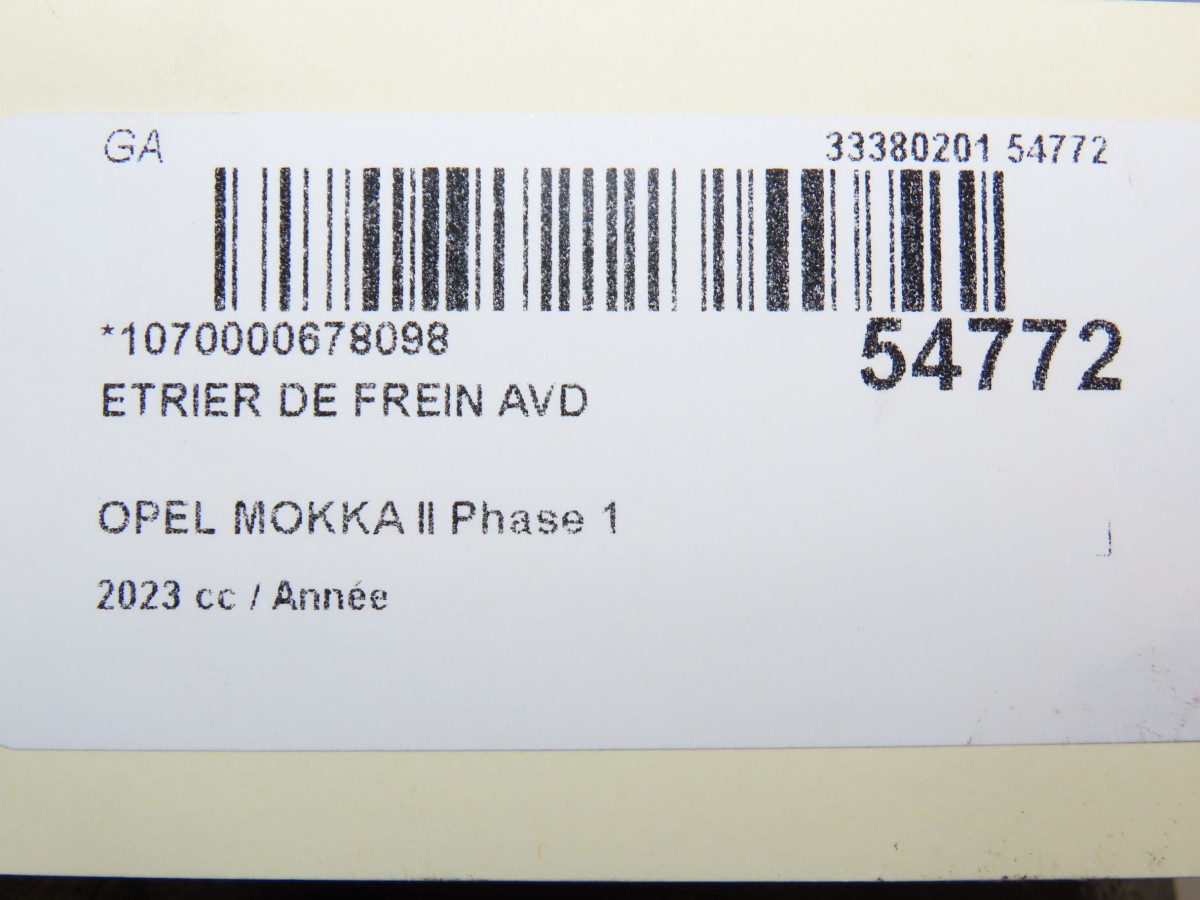 GA
33380201 54772
*1070000678098
54772
ETRIER DE FREIN AVD
OPEL MOKKA II Phase 1
2023 cc / Année